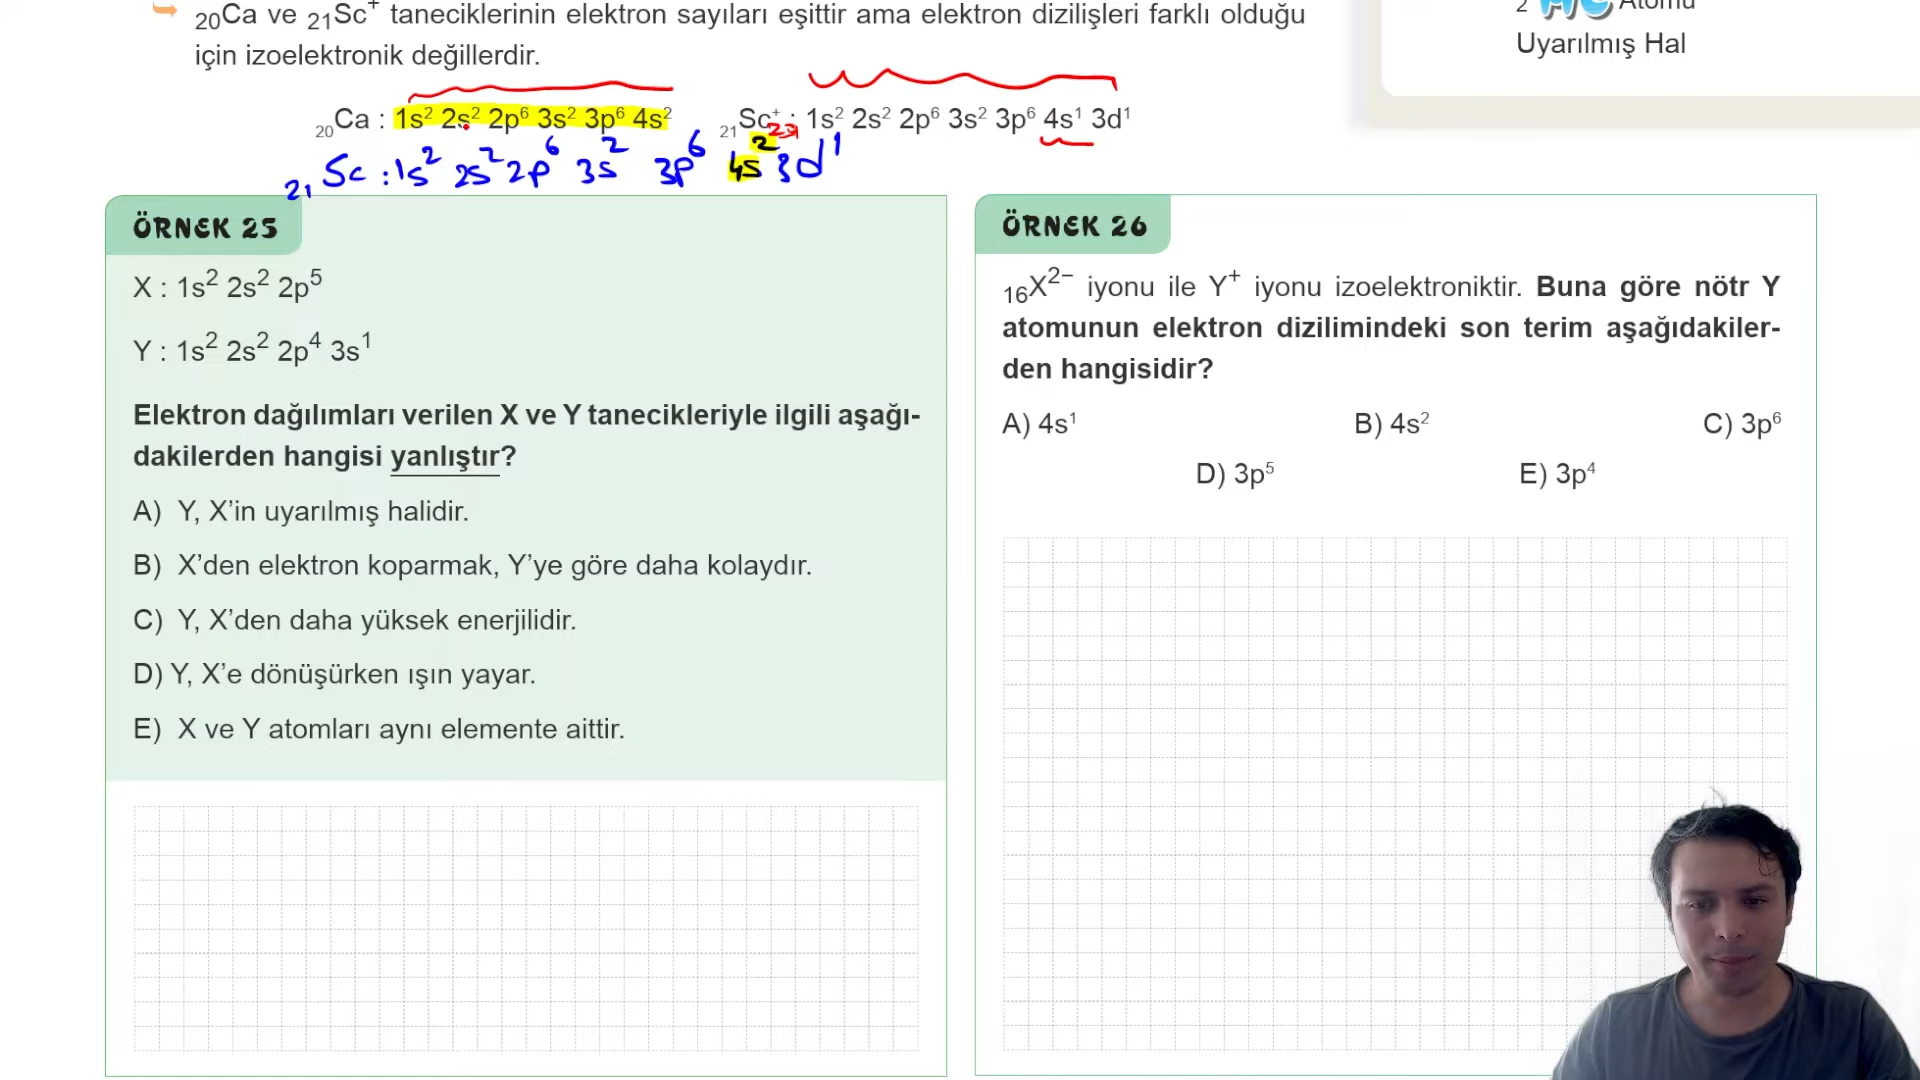 ₂₀Ca ve ₂₁Sc⁺ taneciklerinin elektron sayıları eşittir ama elektron dizilişleri farklı olduğu
için izoelektronik değillerdir.
₂₀Ca : 1s² 2s² 2p⁶ 3s² 3p⁶ 4s²
₂₁Sc⁺ : 1s² 2s² 2p⁶ 3s² 3p⁶ 4s¹ 3d¹
₂₁Sc : 1s² 2s² 2p⁶ 3s² 3p⁶ 4s² 3d¹
Atomu
Uyarılmış Hal
ÖRNEK 25
X : 1s² 2s² 2p⁵
Y : 1s² 2s² 2p⁴ 3s¹
Elektron dağılımları verilen X ve Y tanecikleriyle ilgili aşağı-
dakilerden hangisi yanlıştır?
A) Y, X’in uyarılmış halidir.
B) X’den elektron koparmak, Y’ye göre daha kolaydır.
C) Y, X’den daha yüksek enerjilidir.
D) Y, X’e dönüşürken ışın yayar.
E) X ve Y atomları aynı elemente aittir.
ÖRNEK 26
₁₆X²⁻ iyonu ile Y⁺ iyonu izoelektroniktir. Buna göre nötr Y
atomunun elektron dizilimindeki son terim aşağıdakiler-
den hangisidir?
A) 4s¹ B) 4s² C) 3p⁶
D) 3p⁵ E) 3p⁴